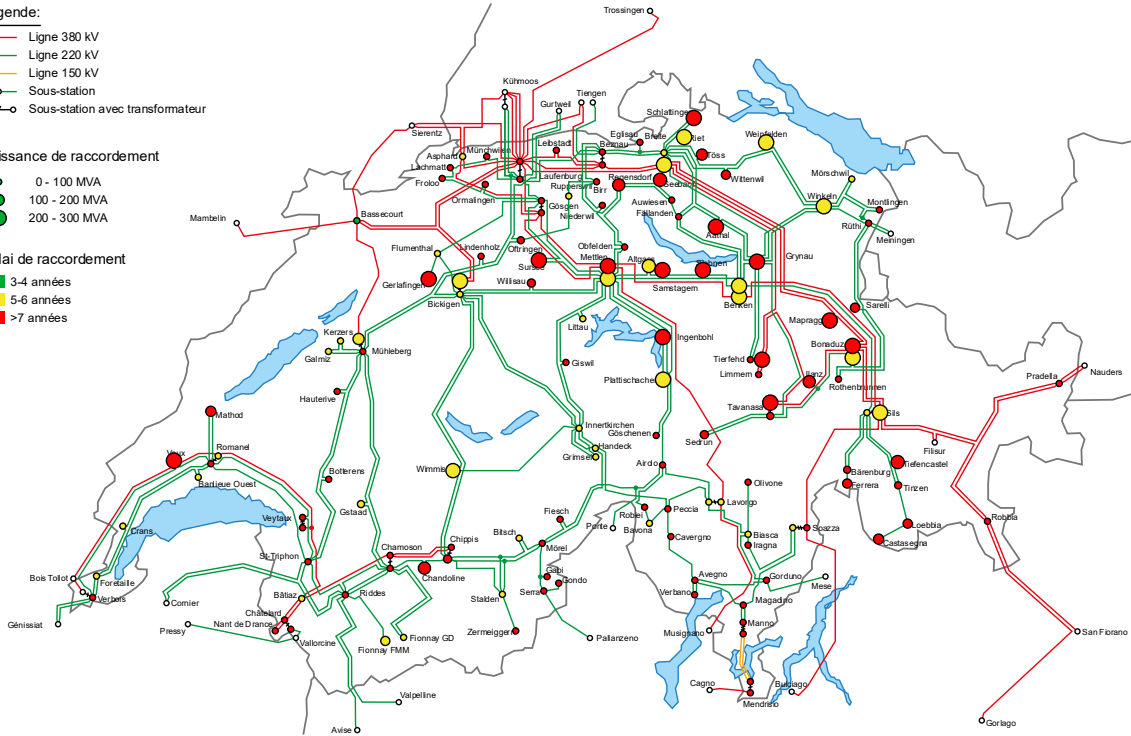 gende:
Ligne 380 kV
Ligne 220 kV
Ligne 150 kV
Sous-station
Sous-station avec transformateur
issance de raccordement
0 - 100 MVA
100 - 200 MVA
200 - 300 MVA
lai de raccordement
3-4 années
5-6 années
>7 années
Trossingen
Kühmoos
Tiengen
Gurtweil
Schlattingen
Sierentz
Eglisau
Breite
Riet
Weinfelden
Leibstadt
Beznau
Asphard
Münchwilen
Töss
Lachmatt
Laufenburg
Wittenwil
Mörschwil
Froloo
Rupperswil
Birr
Regensdorf
Seebach
Ormalingen
Gösgen
Niederwil
Auwiesen
Fällanden
Winkeln
Montlingen
Mambelin
Bassecourt
Aathal
Rüthi
Meiningen
Flumenthal
Lindenholz
Oftringen
Obfelden
Mettlen
Altgass
Grynau
Gerlafingen
Sursee
Willisau
Samstagern
Siebnen
Benken
Bickigen
Sarelli
Mapragg
Littau
Kerzers
Galmiz
Mühleberg
Ingenbohl
Bonaduz
Giswil
Tierfehd
Limmern
Ilanz
Rothenbrunnen
Plattischachen
Pradella
Nauders
Hauterive
Tavanasa
Mathod
Innertkirchen
Göschenen
Sedrun
Sils
Filisur
Romanel
Veaux
Handeck
Grimsel
Banlieue Ouest
Botterens
Wimmis
Airolo
Bärenburg
Ferrera
Tiefencastel
Tinzen
Olivone
Gstaad
Lavorgo
Fiesch
Robiei
Bavona
Peccia
Ponte
Crans
Veytaux
Soazza
Loebbia
Robbia
Bitsch
Biasca
Iragna
Cavergno
Castasegna
Chippis
Chamoson
Mörel
St-Triphon
Chandoline
Gabi
Gondo
Serra
Avegno
Verbano
Gorduno
Mese
Bois Tollot
Foretaille
Verbois
Cornier
Bâtiaz
Riddes
Stalden
Magadino
Génissiat
Châtelard
Nant de Drance
Pressy
Vallorcine
Fionnay GD
Fionnay FMM
Zermeiggern
Pallanzeno
Musignano
Manno
San Fiorano
Cagno
Bulciago
Valpelline
Mendrisio
Avise
Gorlago